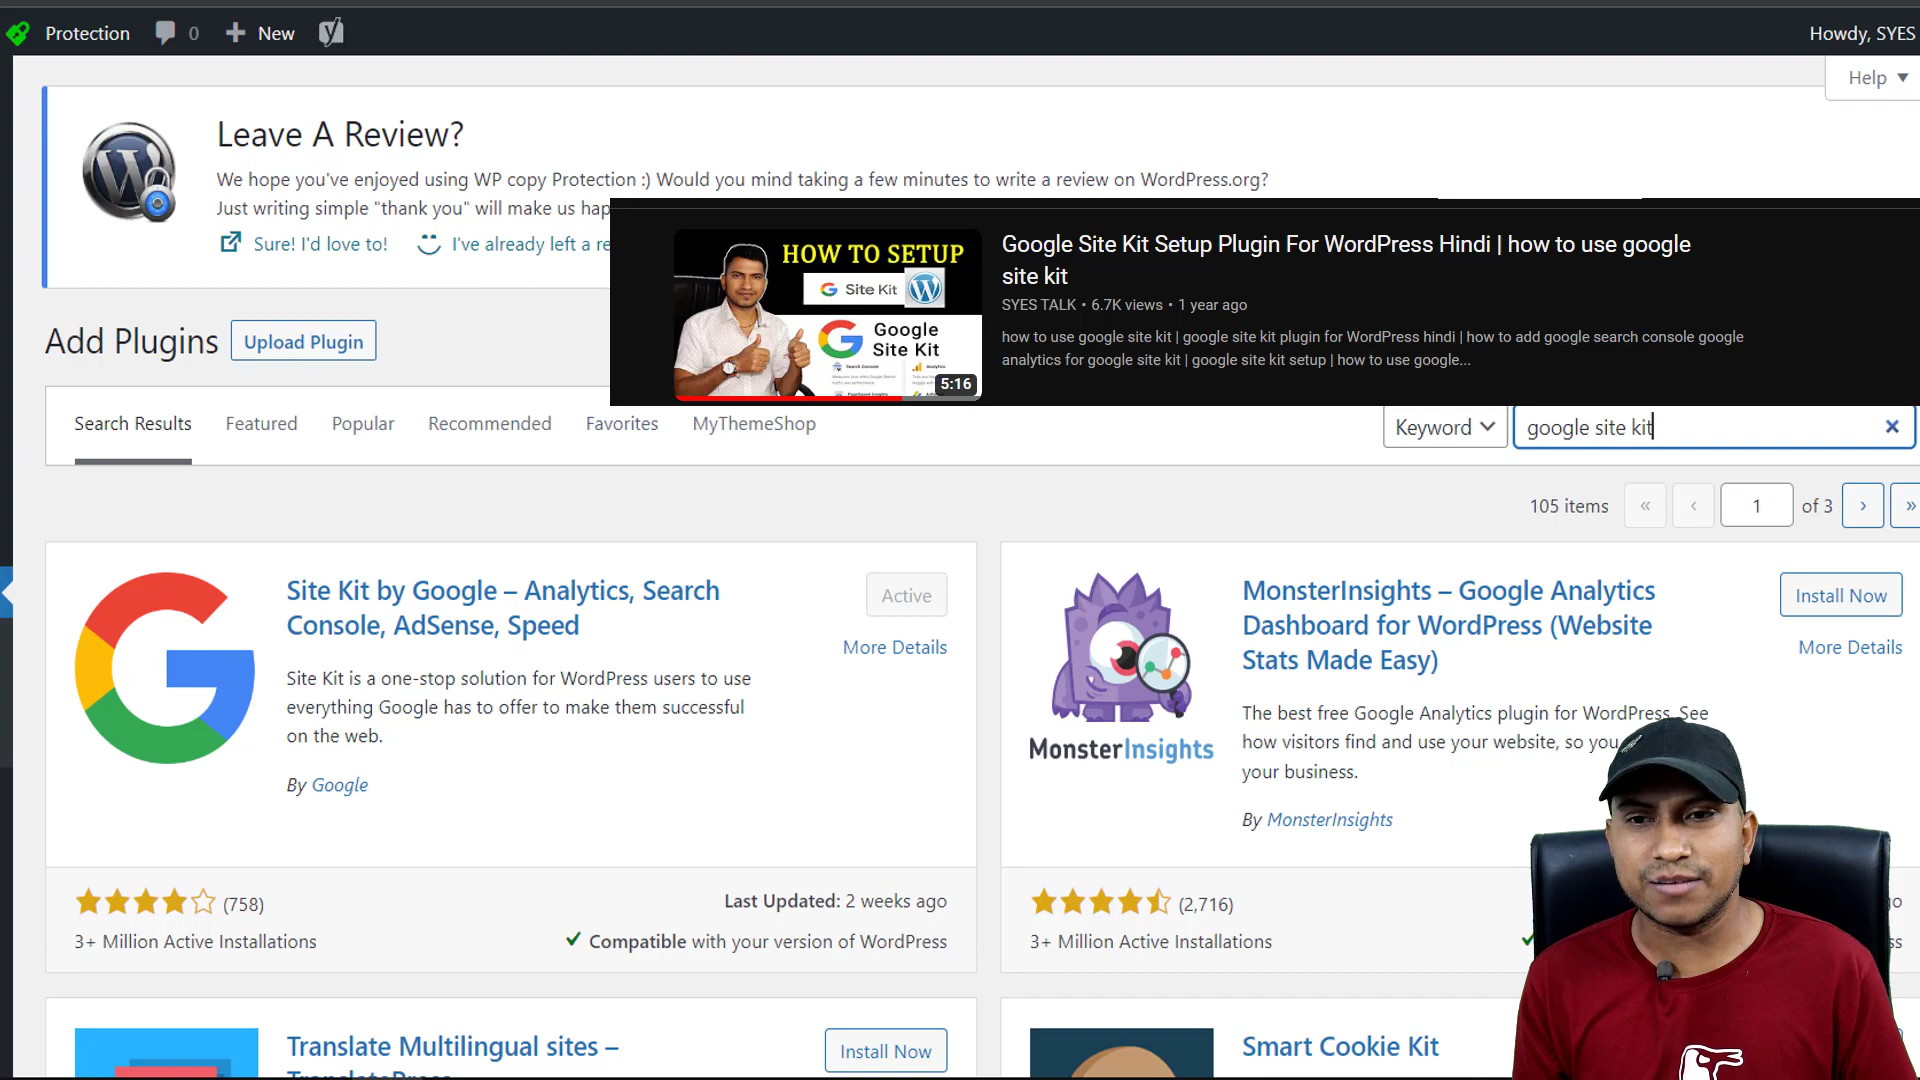 Protection 0 New Howdy, SYES
Help
Leave A Review?
We hope you've enjoyed using WP copy Protection :) Would you mind taking a few minutes to write a review on WordPress.org?
Just writing simple "thank you" will make us hap
Sure! I'd love to! I've already left a re
HOW TO SETUP
Site Kit
Google
Site Kit
Search Console
Analytics
5:16
Google Site Kit Setup Plugin For WordPress Hindi | how to use google
site kit
SYES TALK • 6.7K views • 1 year ago
how to use google site kit | google site kit plugin for WordPress hindi | how to add google search console google
analytics for google site kit | google site kit setup | how to use google...
Add Plugins Upload Plugin
Search Results Featured Popular Recommended Favorites MyThemeShop Keyword google site kit
105 items « ‹ 1 of 3 › »
Site Kit by Google – Analytics, Search
Console, AdSense, Speed
Active
More Details
Site Kit is a one-stop solution for WordPress users to use
everything Google has to offer to make them successful
on the web.
By Google
(758)
Last Updated: 2 weeks ago
3+ Million Active Installations
Compatible with your version of WordPress
MonsterInsights
MonsterInsights – Google Analytics
Dashboard for WordPress (Website
Stats Made Easy)
Install Now
More Details
The best free Google Analytics plugin for WordPress. See
how visitors find and use your website, so you
your business.
By MonsterInsights
(2,716)
3+ Million Active Installations
Translate Multilingual sites –
TranslatePress
Install Now
Smart Cookie Kit